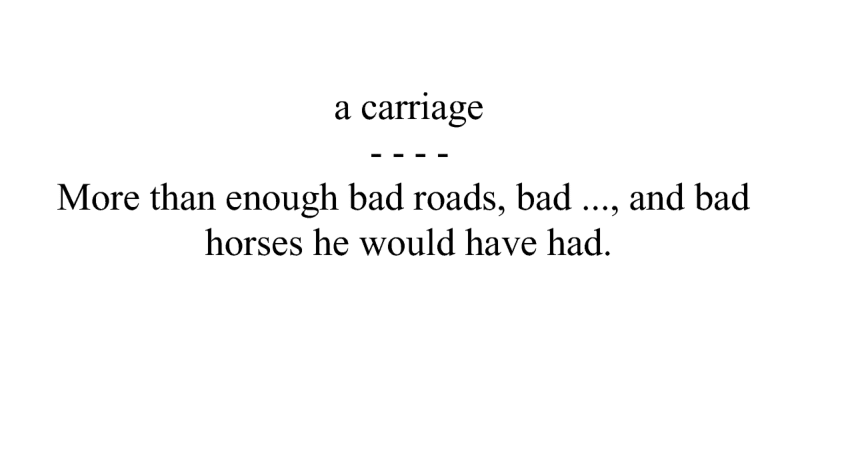 a carriage
- - - -
More than enough bad roads, bad ..., and bad
horses he would have had.